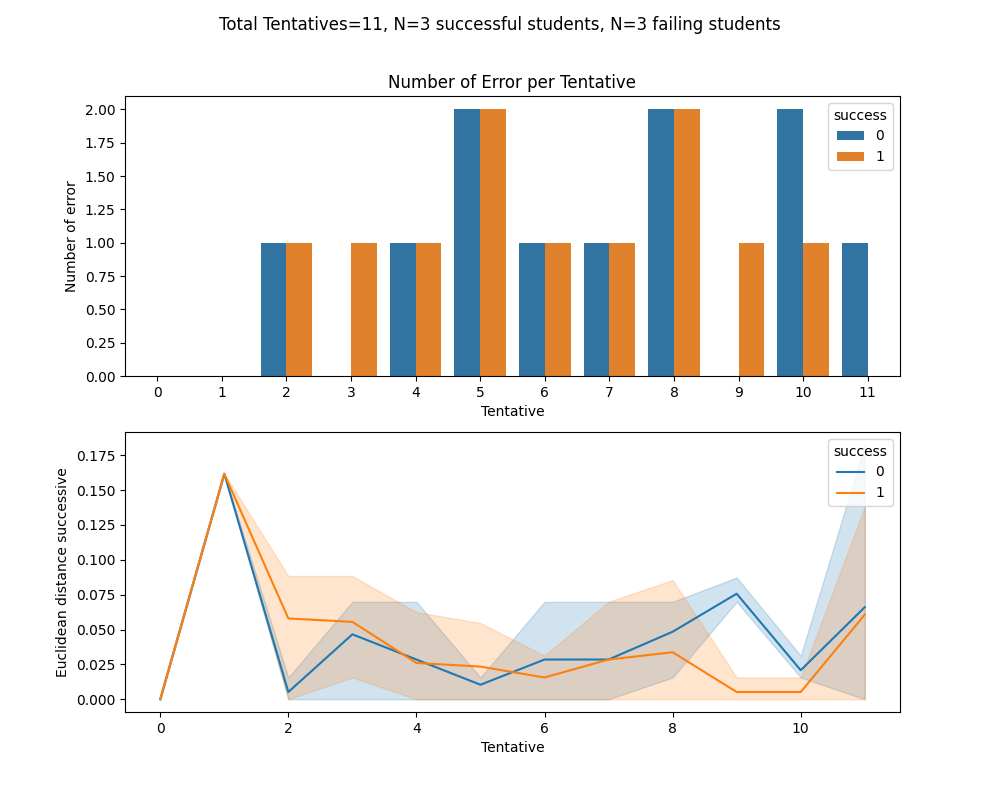 Total Tentatives=11, N=3 successful students, N=3 failing students
Number of Error per Tentative
Number of error
2.00
1.75
1.50
1.25
1.00
0.75
0.50
0.25
0.00
success
0
1
0 1 2 3 4 5 6 7 8 9 10 11
Tentative
Euclidean distance successive
0.175
0.150
0.125
0.100
0.075
0.050
0.025
0.000
success
0
1
0 2 4 6 8 10
Tentative